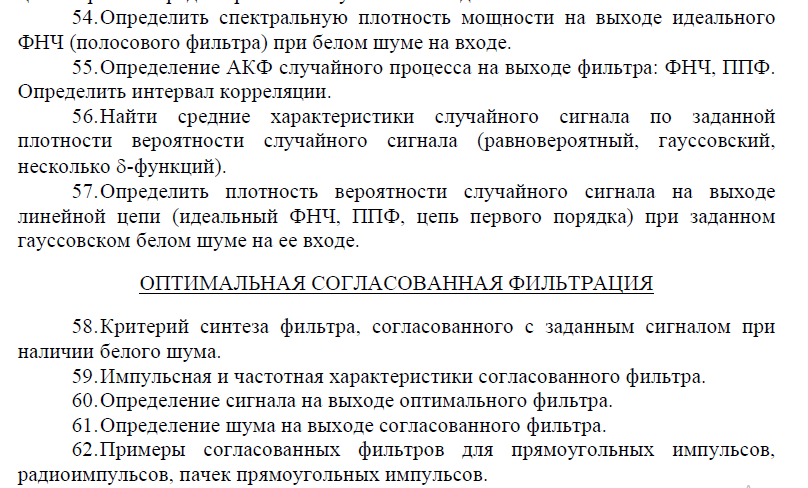 54.Определить спектральную плотность мощности на выходе идеального
ФНЧ (полосового фильтра) при белом шуме на входе.
55.Определение АКФ случайного процесса на выходе фильтра: ФНЧ, ППФ.
Определить интервал корреляции.
56.Найти средние характеристики случайного сигнала по заданной
плотности вероятности случайного сигнала (равновероятный, гауссовский,
несколько δ-функций).
57.Определить плотность вероятности случайного сигнала на выходе
линейной цепи (идеальный ФНЧ, ППФ, цепь первого порядка) при заданном
гауссовском белом шуме на ее входе.
ОПТИМАЛЬНАЯ СОГЛАСОВАННАЯ ФИЛЬТРАЦИЯ
58.Критерий синтеза фильтра, согласованного с заданным сигналом при
наличии белого шума.
59.Импульсная и частотная характеристики согласованного фильтра.
60.Определение сигнала на выходе оптимального фильтра.
61.Определение шума на выходе согласованного фильтра.
62.Примеры согласованных фильтров для прямоугольных импульсов,
радиоимпульсов, пачек прямоугольных импульсов.